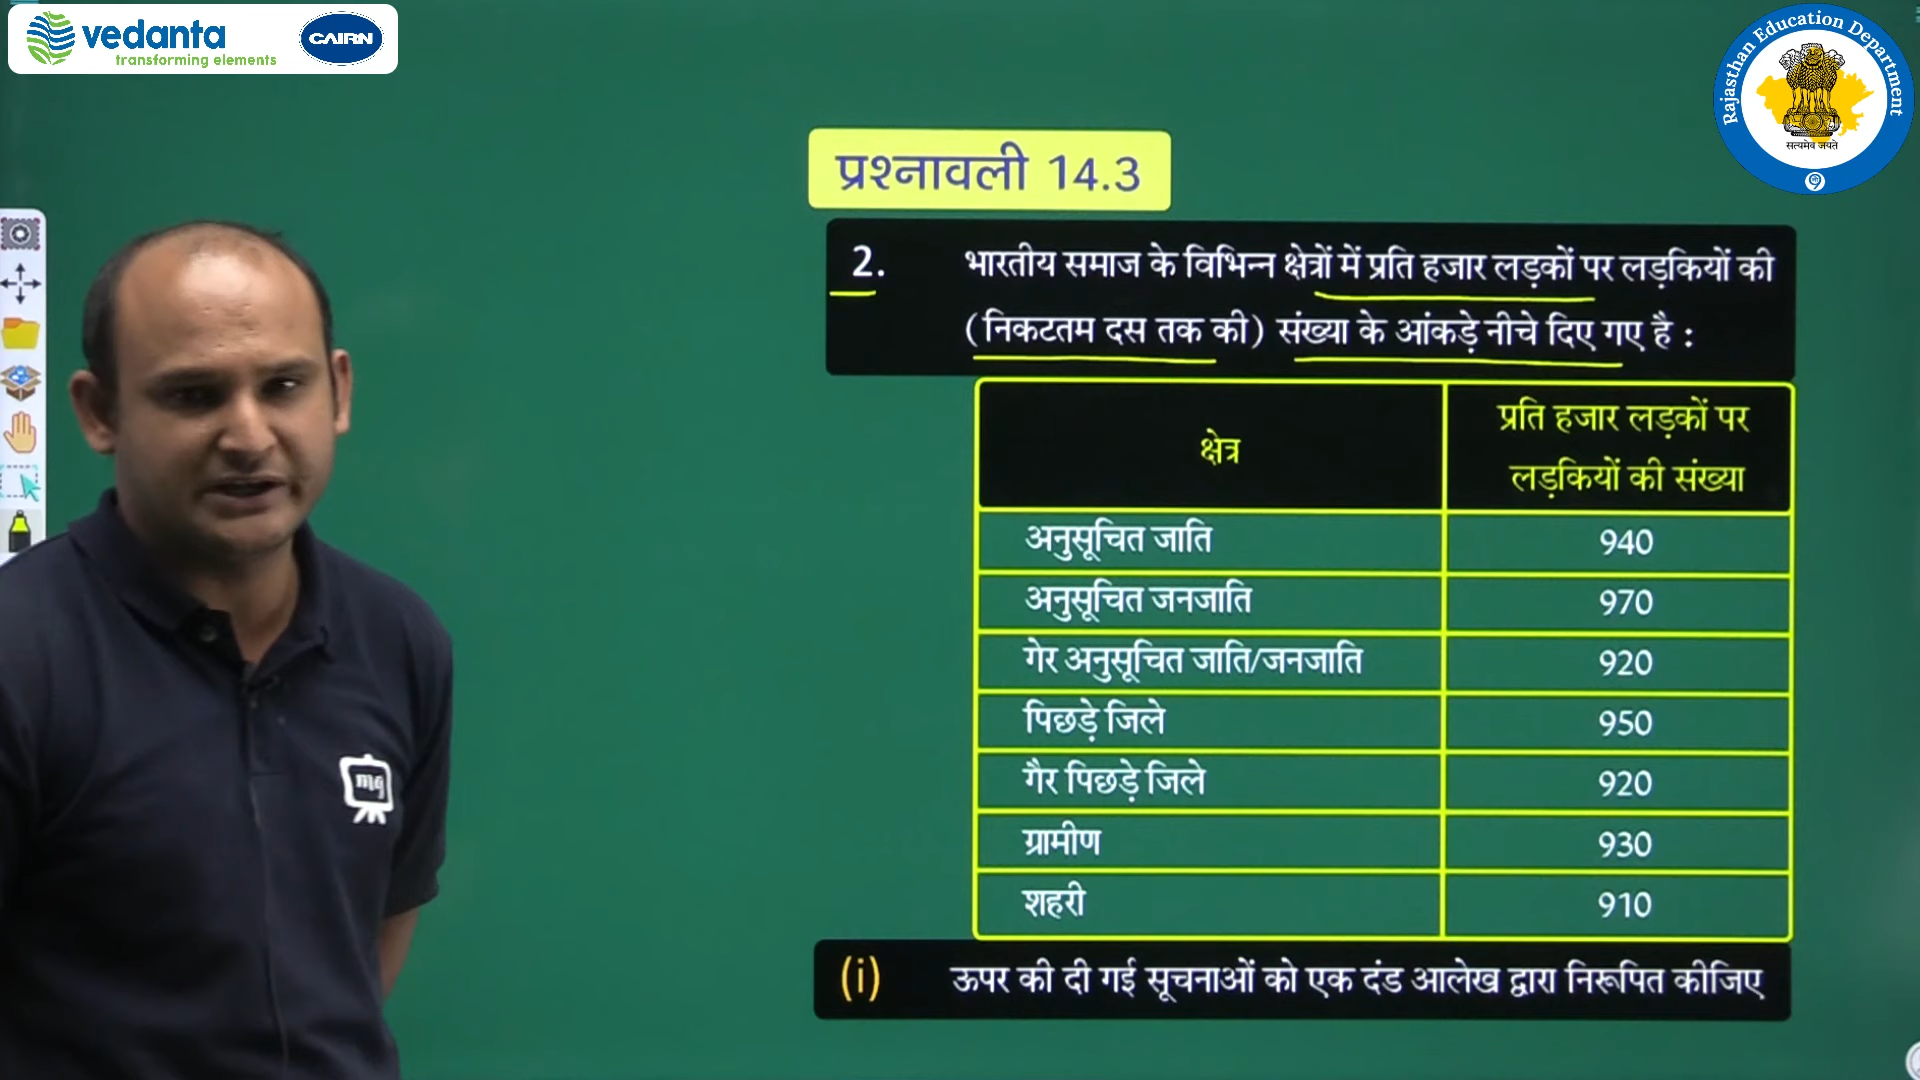 vedanta
transforming elements
CAIRN
Rajasthan Education Department
सत्यमेव जयते
प्रश्नावली 14.3
2. भारतीय समाज के विभिन्न क्षेत्रों में प्रति हजार लड़कों पर लड़कियों की
(निकटतम दस तक की) संख्या के आंकड़े नीचे दिए गए है :
क्षेत्र
प्रति हजार लड़कों पर
लड़कियों की संख्या
अनुसूचित जाति 940
अनुसूचित जनजाति 970
गेर अनुसूचित जाति/जनजाति 920
पिछड़े जिले 950
गैर पिछड़े जिले 920
ग्रामीण 930
शहरी 910
(i) ऊपर की दी गई सूचनाओं को एक दंड आलेख द्वारा निरूपित कीजिए
mg